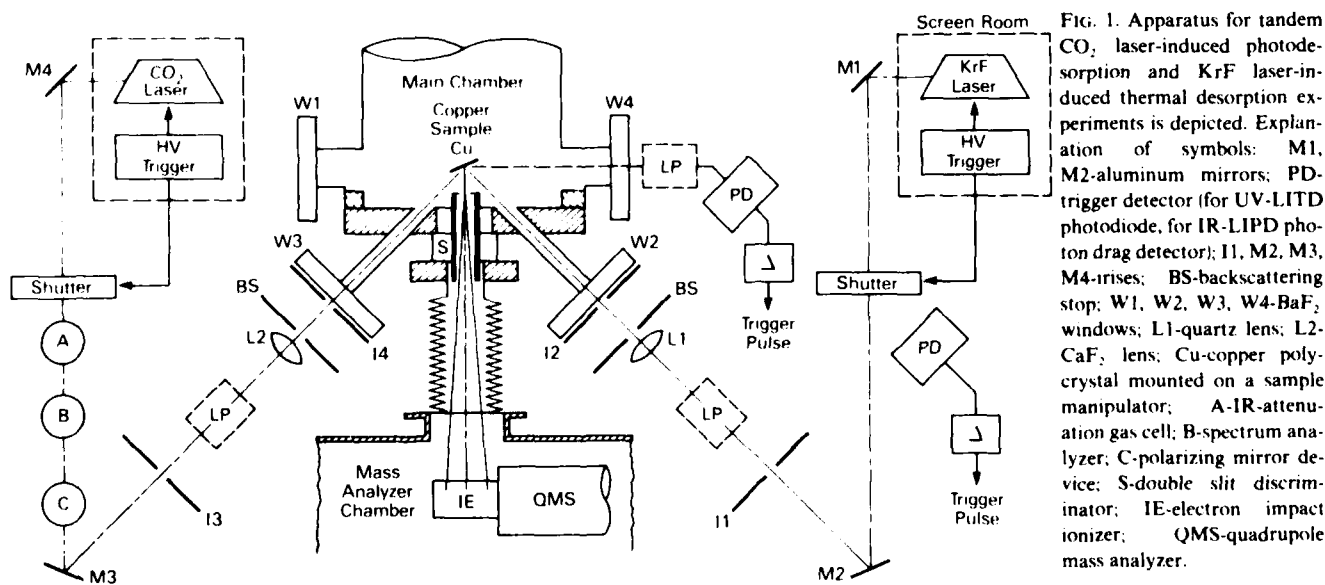 M4
CO2
Laser
HV
Trigger
Shutter
A
B
C
M3
I3
LP
L2
BS
I4
W3
W1
Main Chamber
Copper
Sample
Cu
W4
LP
PD
Trigger
Pulse
S
W2
BS
L1
I2
LP
I1
M2
Mass
Analyzer
Chamber
IE
QMS
Screen Room
M1
KrF
Laser
HV
Trigger
Shutter
PD
Trigger
Pulse
FIG. 1. Apparatus for tandem
CO2 laser-induced photode-
sorption and KrF laser-in-
duced thermal desorption ex-
periments is depicted. Explan-
ation of symbols: M1,
M2-aluminum mirrors; PD-
trigger detector (for UV-LITD
photodiode, for IR-LIPD pho-
ton drag detector); I1, M2, M3,
M4-irises; BS-backscattering
stop; W1, W2, W3, W4-BaF2
windows; L1-quartz lens; L2-
CaF2 lens; Cu-copper poly-
crystal mounted on a sample
manipulator; A-IR-attenu-
ation gas cell; B-spectrum ana-
lyzer; C-polarizing mirror de-
vice; S-double slit discrim-
inator; IE-electron impact
ionizer; QMS-quadrupole
mass analyzer.